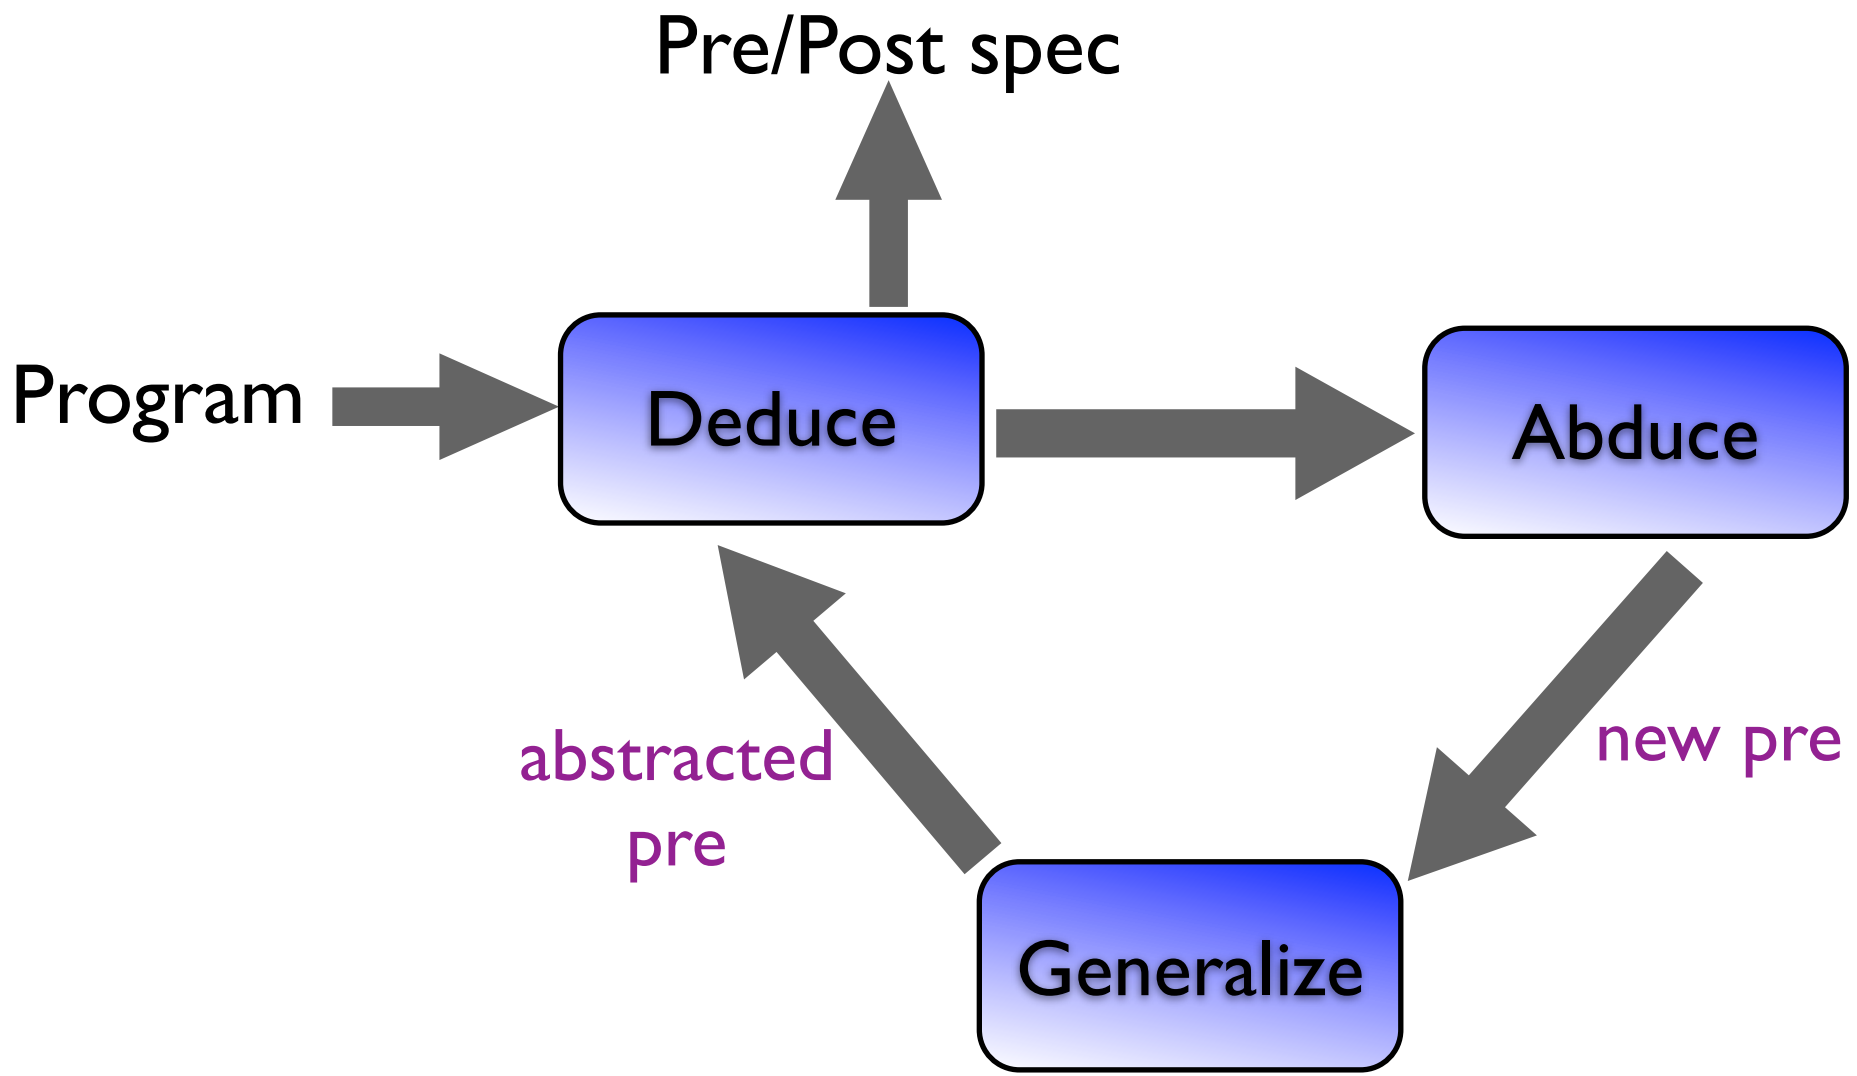 Pre/Post spec
Program
Deduce
Abduce
abstracted
pre
new pre
Generalize